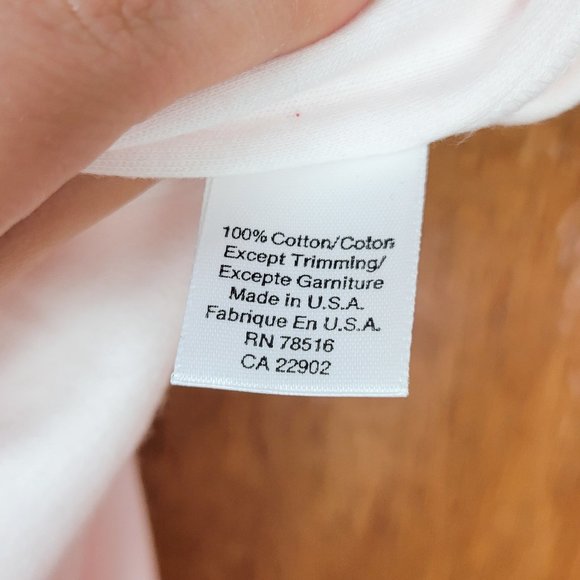 100% Cotton/Coton
Except Trimming/
Excepte Garniture
Made in U.S.A.
Fabrique En U.S.A.
RN 78516
CA 22902